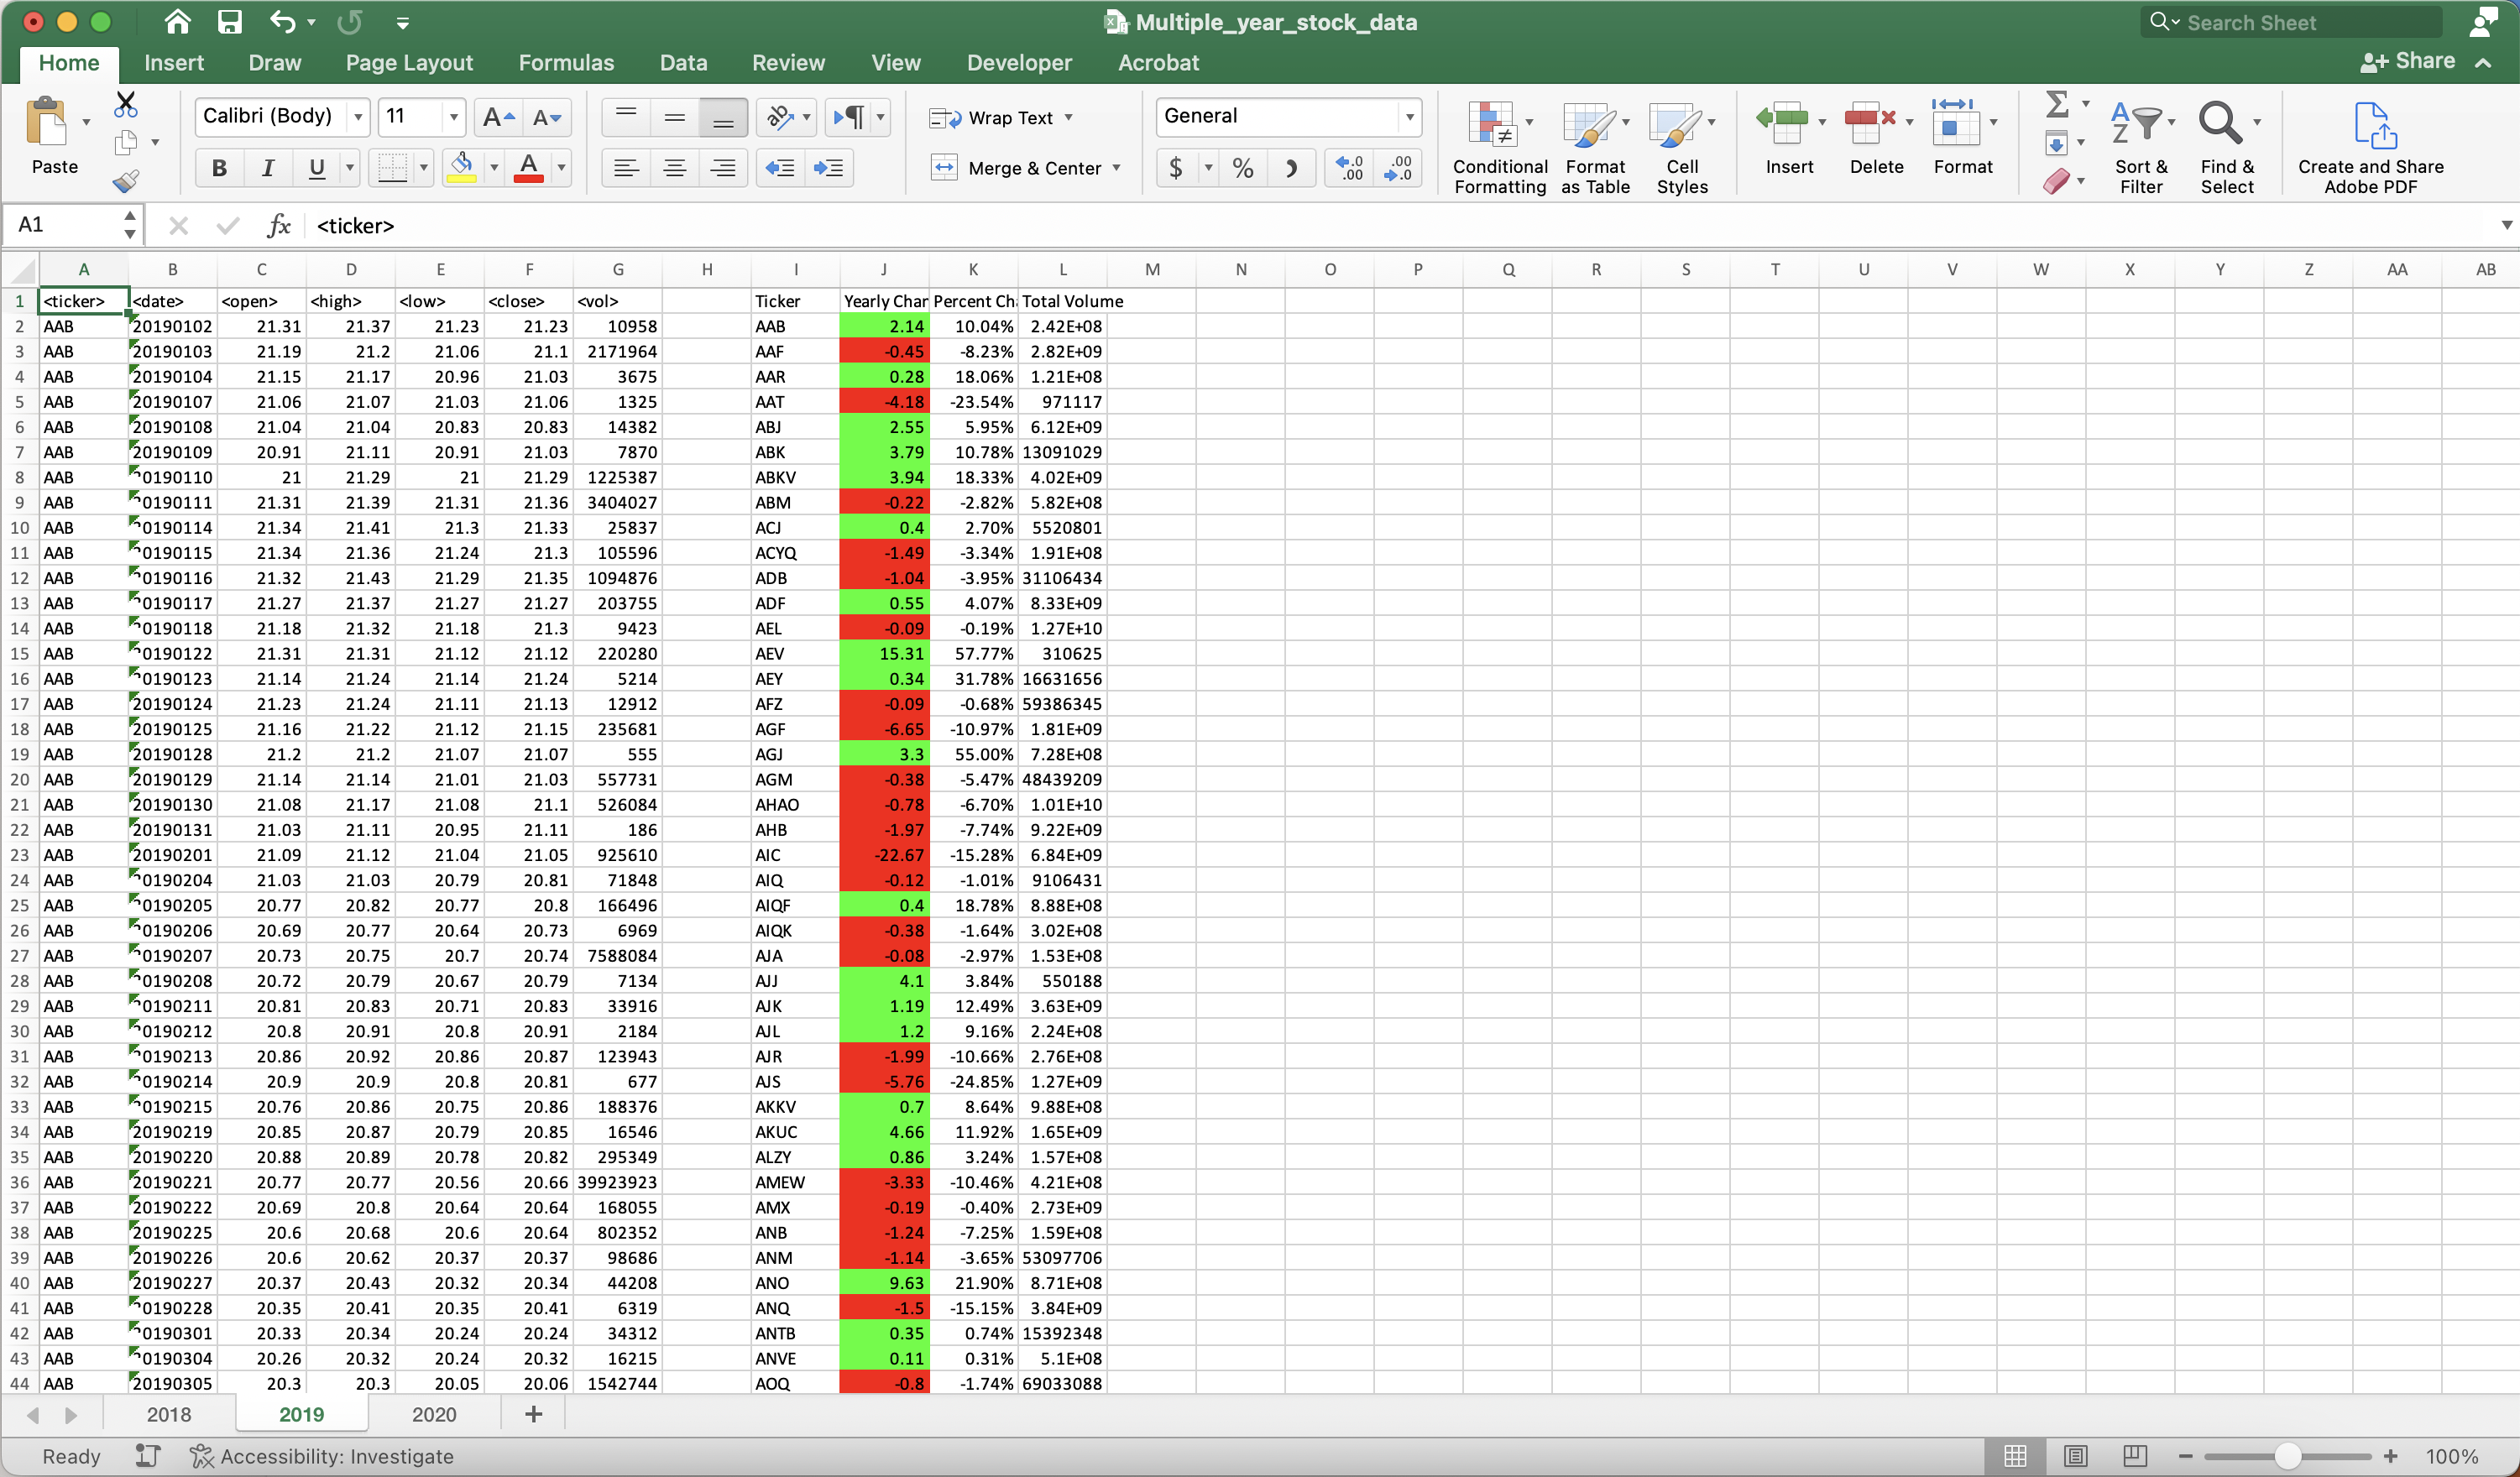 Multiple_year_stock_data
Search Sheet
Home Insert Draw Page Layout Formulas Data Review View Developer Acrobat
Share
Paste
Calibri (Body) 11
Wrap Text
Merge & Center
General
Conditional Formatting
Format as Table
Cell Styles
Insert
Delete
Format
Sort & Filter
Find & Select
Create and Share Adobe PDF
A1 fx <ticker>
A B C D E F G H I J K L M N O P Q R S T U V W X Y Z AA AB
1 <ticker> <date> <open> <high> <low> <close> <vol> Ticker Yearly Char Percent Ch Total Volume
2 AAB 20190102 21.31 21.37 21.23 21.23 10958 AAB 2.14 10.04% 2.42E+08
3 AAB 20190103 21.19 21.2 21.06 21.1 2171964 AAF -0.45 -8.23% 2.82E+09
4 AAB 20190104 21.15 21.17 20.96 21.03 3675 AAR 0.28 18.06% 1.21E+08
5 AAB 20190107 21.06 21.07 21.03 21.06 1325 AAT -4.18 -23.54% 971117
6 AAB 20190108 21.04 21.04 20.83 20.83 14382 ABJ 2.55 5.95% 6.12E+09
7 AAB 20190109 20.91 21.11 20.91 21.03 7870 ABK 3.79 10.78% 13091029
8 AAB 20190110 21 21.29 21 21.29 1225387 ABKV 3.94 18.33% 4.02E+09
9 AAB 20190111 21.31 21.39 21.31 21.36 3404027 ABM -0.22 -2.82% 5.82E+08
10 AAB 20190114 21.34 21.41 21.3 21.33 25837 ACJ 0.4 2.70% 5520801
11 AAB 20190115 21.34 21.36 21.24 21.3 105596 ACYQ -1.49 -3.34% 1.91E+08
12 AAB 20190116 21.32 21.43 21.29 21.35 1094876 ADB -1.04 -3.95% 31106434
13 AAB 20190117 21.27 21.37 21.27 21.27 203755 ADF 0.55 4.07% 8.33E+09
14 AAB 20190118 21.18 21.32 21.18 21.3 9423 AEL -0.09 -0.19% 1.27E+10
15 AAB 20190122 21.31 21.31 21.12 21.12 220280 AEV 15.31 57.77% 310625
16 AAB 20190123 21.14 21.24 21.14 21.24 5214 AEY 0.34 31.78% 16631656
17 AAB 20190124 21.23 21.24 21.11 21.13 12912 AFZ -0.09 -0.68% 59386345
18 AAB 20190125 21.16 21.22 21.12 21.15 235681 AGF -6.65 -10.97% 1.81E+09
19 AAB 20190128 21.2 21.2 21.07 21.07 555 AGJ 3.3 55.00% 7.28E+08
20 AAB 20190129 21.14 21.14 21.01 21.03 557731 AGM -0.38 -5.47% 48439209
21 AAB 20190130 21.08 21.17 21.08 21.1 526084 AHAO -0.78 -6.70% 1.01E+10
22 AAB 20190131 21.03 21.11 20.95 21.11 186 AHB -1.97 -7.74% 9.22E+09
23 AAB 20190201 21.09 21.12 21.04 21.05 925610 AIC -22.67 -15.28% 6.84E+09
24 AAB 20190204 21.03 21.03 20.79 20.81 71848 AIQ -0.12 -1.01% 9106431
25 AAB 20190205 20.77 20.82 20.77 20.8 166496 AIQF 0.4 18.78% 8.88E+08
26 AAB 20190206 20.69 20.77 20.64 20.73 6969 AIQK -0.38 -1.64% 3.02E+08
27 AAB 20190207 20.73 20.75 20.7 20.74 7588084 AJA -0.08 -2.97% 1.53E+08
28 AAB 20190208 20.72 20.79 20.67 20.79 7134 AJJ 4.1 3.84% 550188
29 AAB 20190211 20.81 20.83 20.71 20.83 33916 AJK 1.19 12.49% 3.63E+09
30 AAB 20190212 20.8 20.91 20.8 20.91 2184 AJL 1.2 9.16% 2.24E+08
31 AAB 20190213 20.86 20.92 20.86 20.87 123943 AJR -1.99 -10.66% 2.76E+08
32 AAB 20190214 20.9 20.9 20.8 20.81 677 AJS -5.76 -24.85% 1.27E+09
33 AAB 20190215 20.76 20.86 20.75 20.86 188376 AKKV 0.7 8.64% 9.88E+08
34 AAB 20190219 20.85 20.87 20.79 20.85 16546 AKUC 4.66 11.92% 1.65E+09
35 AAB 20190220 20.88 20.89 20.78 20.82 295349 ALZY 0.86 3.24% 1.57E+08
36 AAB 20190221 20.77 20.77 20.56 20.66 39923923 AMEW -3.33 -10.46% 4.21E+08
37 AAB 20190222 20.69 20.8 20.64 20.64 168055 AMX -0.19 -0.40% 2.73E+09
38 AAB 20190225 20.6 20.68 20.6 20.64 802352 ANB -1.24 -7.25% 1.59E+08
39 AAB 20190226 20.6 20.62 20.37 20.37 98686 ANM -1.14 -3.65% 53097706
40 AAB 20190227 20.37 20.43 20.32 20.34 44208 ANO 9.63 21.90% 8.71E+08
41 AAB 20190228 20.35 20.41 20.35 20.41 6319 ANQ -1.5 -15.15% 3.84E+09
42 AAB 20190301 20.33 20.34 20.24 20.24 34312 ANTB 0.35 0.74% 15392348
43 AAB 20190304 20.26 20.32 20.24 20.32 16215 ANVE 0.11 0.31% 5.1E+08
44 AAB 20190305 20.3 20.3 20.05 20.06 1542744 AOQ -0.8 -1.74% 69033088
2018 2019 2020 +
Ready Accessibility: Investigate 100%